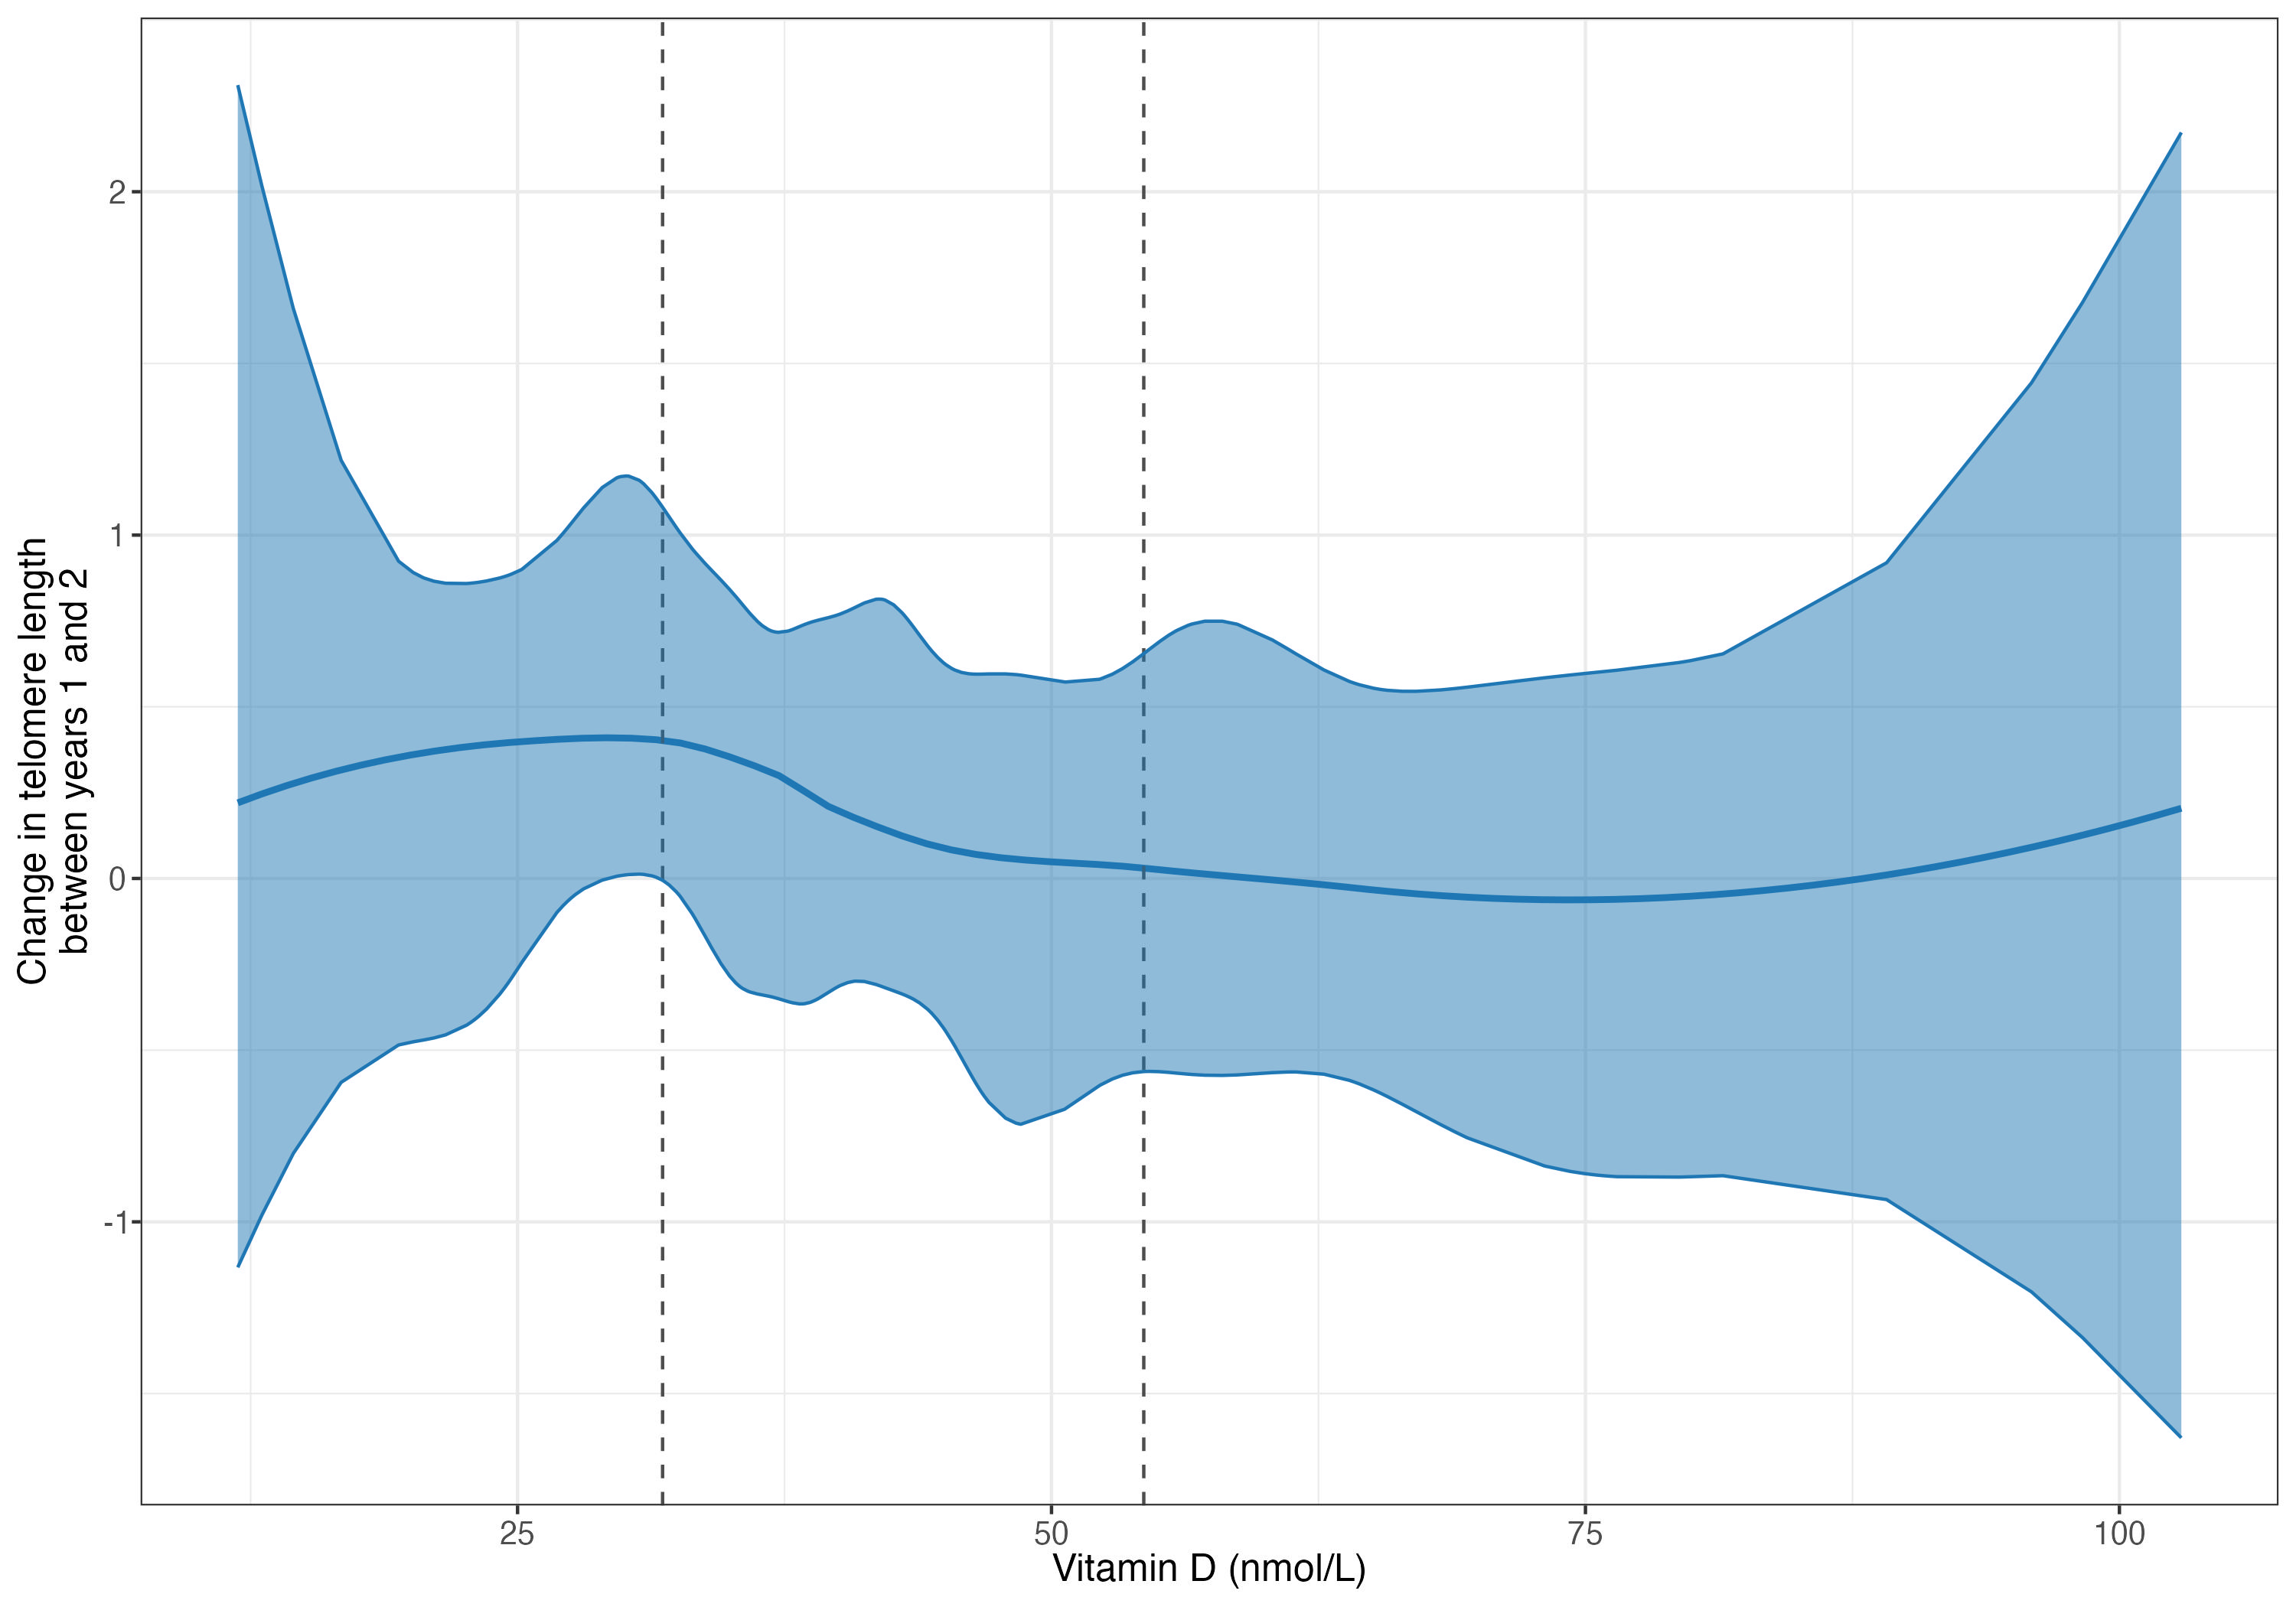 Change in telomere length
between years 1 and 2
2
1
0
-1
25
50
75
100
Vitamin D (nmol/L)